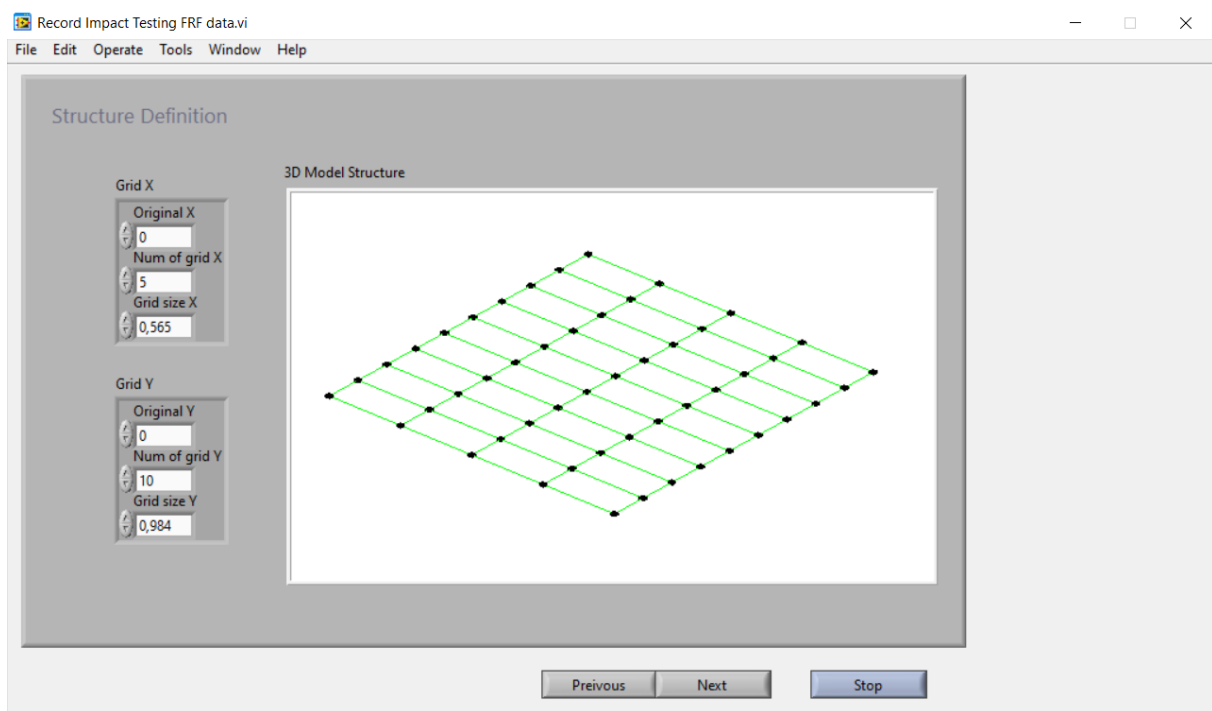 Record Impact Testing FRF data.vi
File Edit Operate Tools Window Help
Structure Definition
Grid X
Original X
0
Num of grid X
5
Grid size X
0,565
Grid Y
Original Y
0
Num of grid Y
10
Grid size Y
0,984
3D Model Structure
Preivous Next Stop